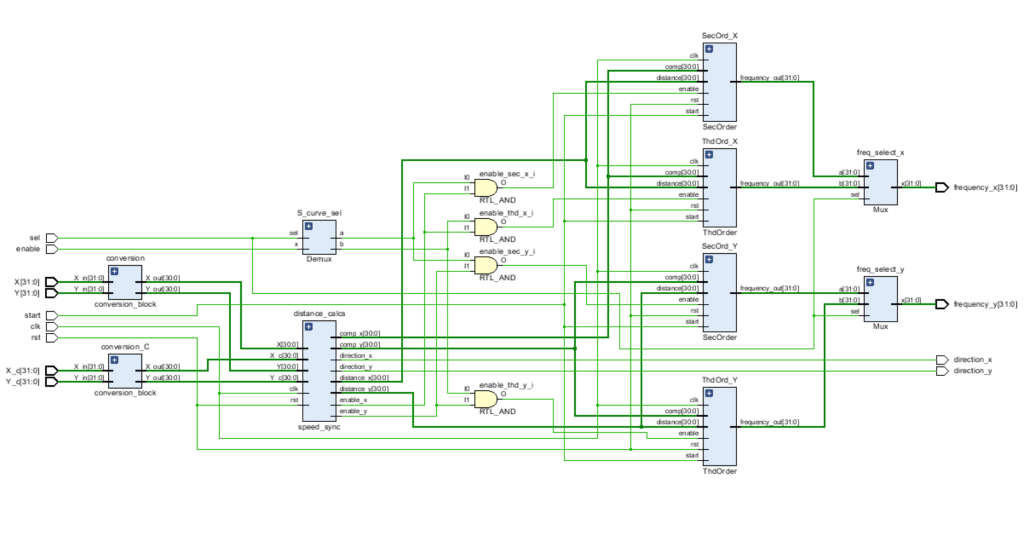 SecOrd_X
clk
comp[30:0]
distance[30:0]
enable
rst
start
frequency_out[31:0]
SecOrder
ThdOrd_X
clk
comp[30:0]
distance[30:0]
enable
rst
start
frequency_out[31:0]
ThdOrder
freq_select_x
a[31:0]
b[31:0]
sel
x[31:0]
Mux
frequency_x[31:0]
enable_sec_x_i
I0
I1
O
RTL_AND
enable_thd_x_i
I0
I1
O
RTL_AND
enable_sec_y_i
I0
I1
O
RTL_AND
S_curve_sel
sel
x
a
b
Demux
sel
enable
X[31:0]
Y[31:0]
start
clk
rst
X_c[31:0]
Y_c[31:0]
conversion
X_in[31:0]
Y_in[31:0]
X_out[30:0]
Y_out[30:0]
conversion_block
conversion_C
X_in[31:0]
Y_in[31:0]
X_out[30:0]
Y_out[30:0]
conversion_block
distance_calcs
X[30:0]
X_c[30:0]
Y[30:0]
Y_c[30:0]
clk
rst
comp_x[30:0]
comp_y[30:0]
direction_x
direction_y
distance_x[30:0]
distance_y[30:0]
enable_x
enable_y
speed_sync
SecOrd_Y
clk
comp[30:0]
distance[30:0]
enable
rst
start
frequency_out[31:0]
SecOrder
freq_select_y
a[31:0]
b[31:0]
sel
x[31:0]
Mux
frequency_y[31:0]
direction_x
direction_y
enable_thd_y_i
I0
I1
O
RTL_AND
ThdOrd_Y
clk
comp[30:0]
distance[30:0]
enable
rst
start
frequency_out[31:0]
ThdOrder